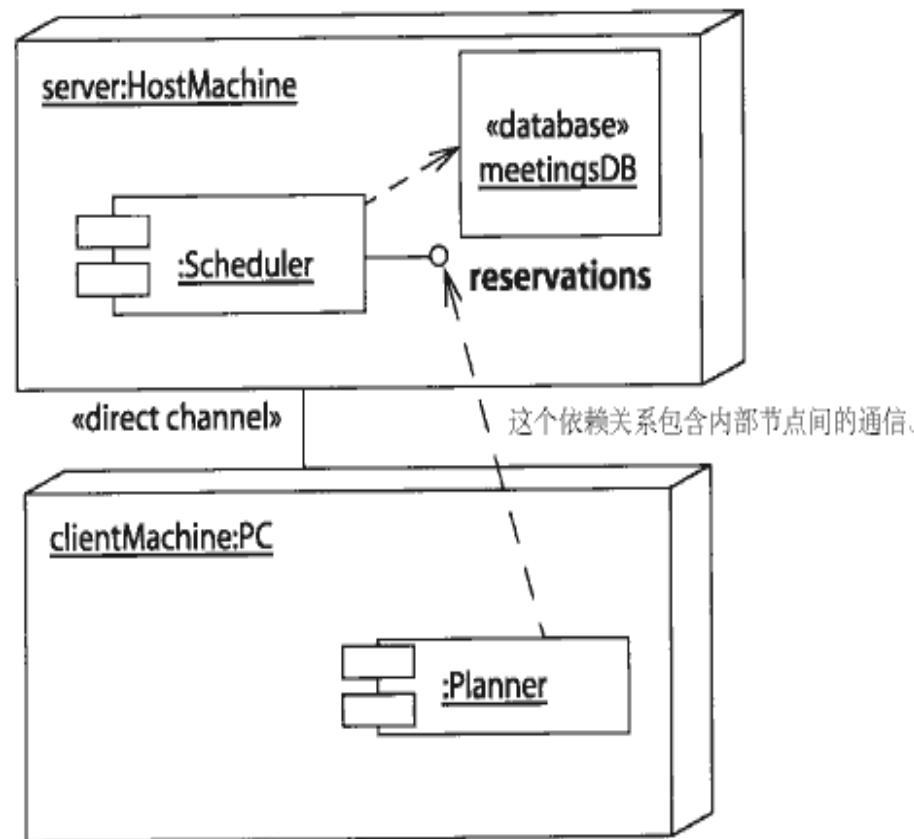 server:HostMachine
«database»
meetingsDB
:Scheduler
reservations
«direct channel»
这个依赖关系包含内部节点间的通信。
clientMachine:PC
:Planner